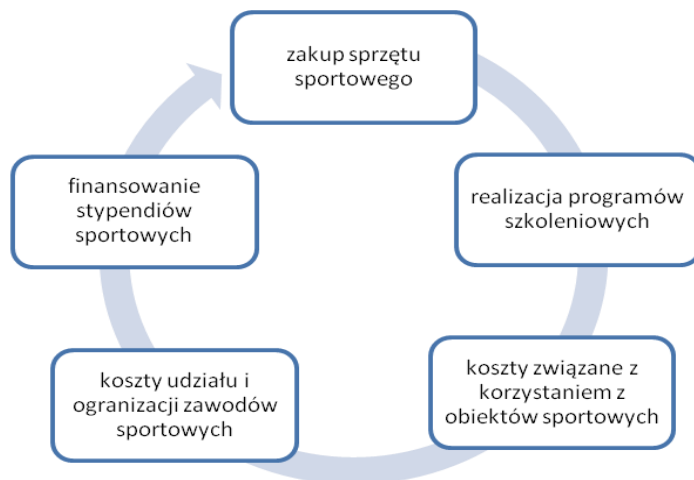 zakup sprzętu
sportowego
realizacja programów
szkoleniowych
koszty związane z
korzystaniem z
obiektów sportowych
koszty udziału i
ogranizacji zawodów
sportowych
finansowanie
stypendiów
sportowych